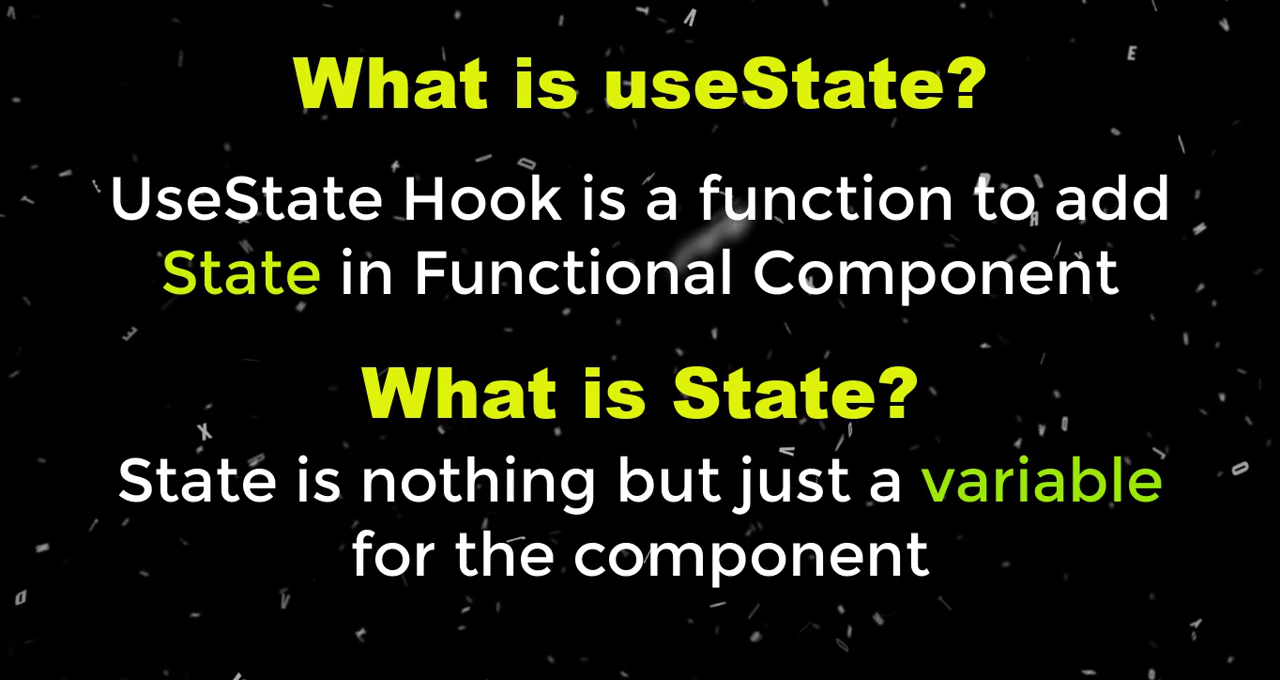 What is useState?
UseState Hook is a function to add
State in Functional Component
What is State?
State is nothing but just a variable
for the component